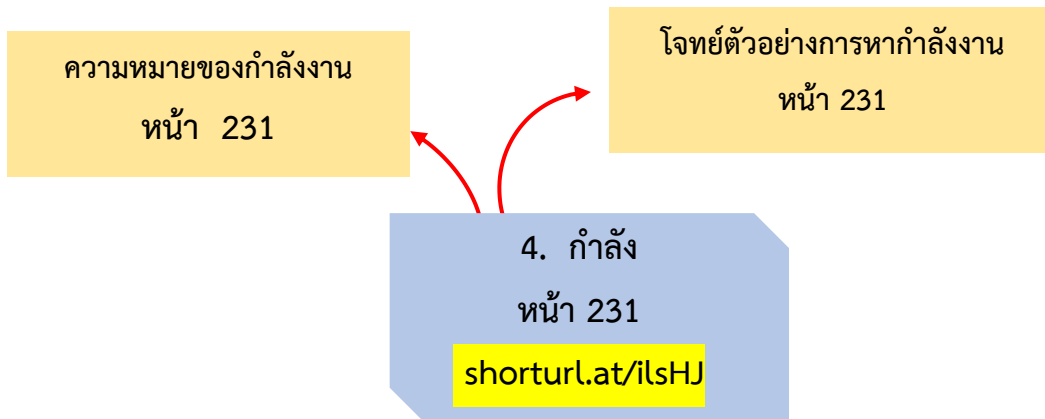 ความหมายของกำลังงาน
หน้า 231
โจทย์ตัวอย่างการหากำลังงาน
หน้า 231
4. กำลัง
หน้า 231
shorturl.at/ilsHJ